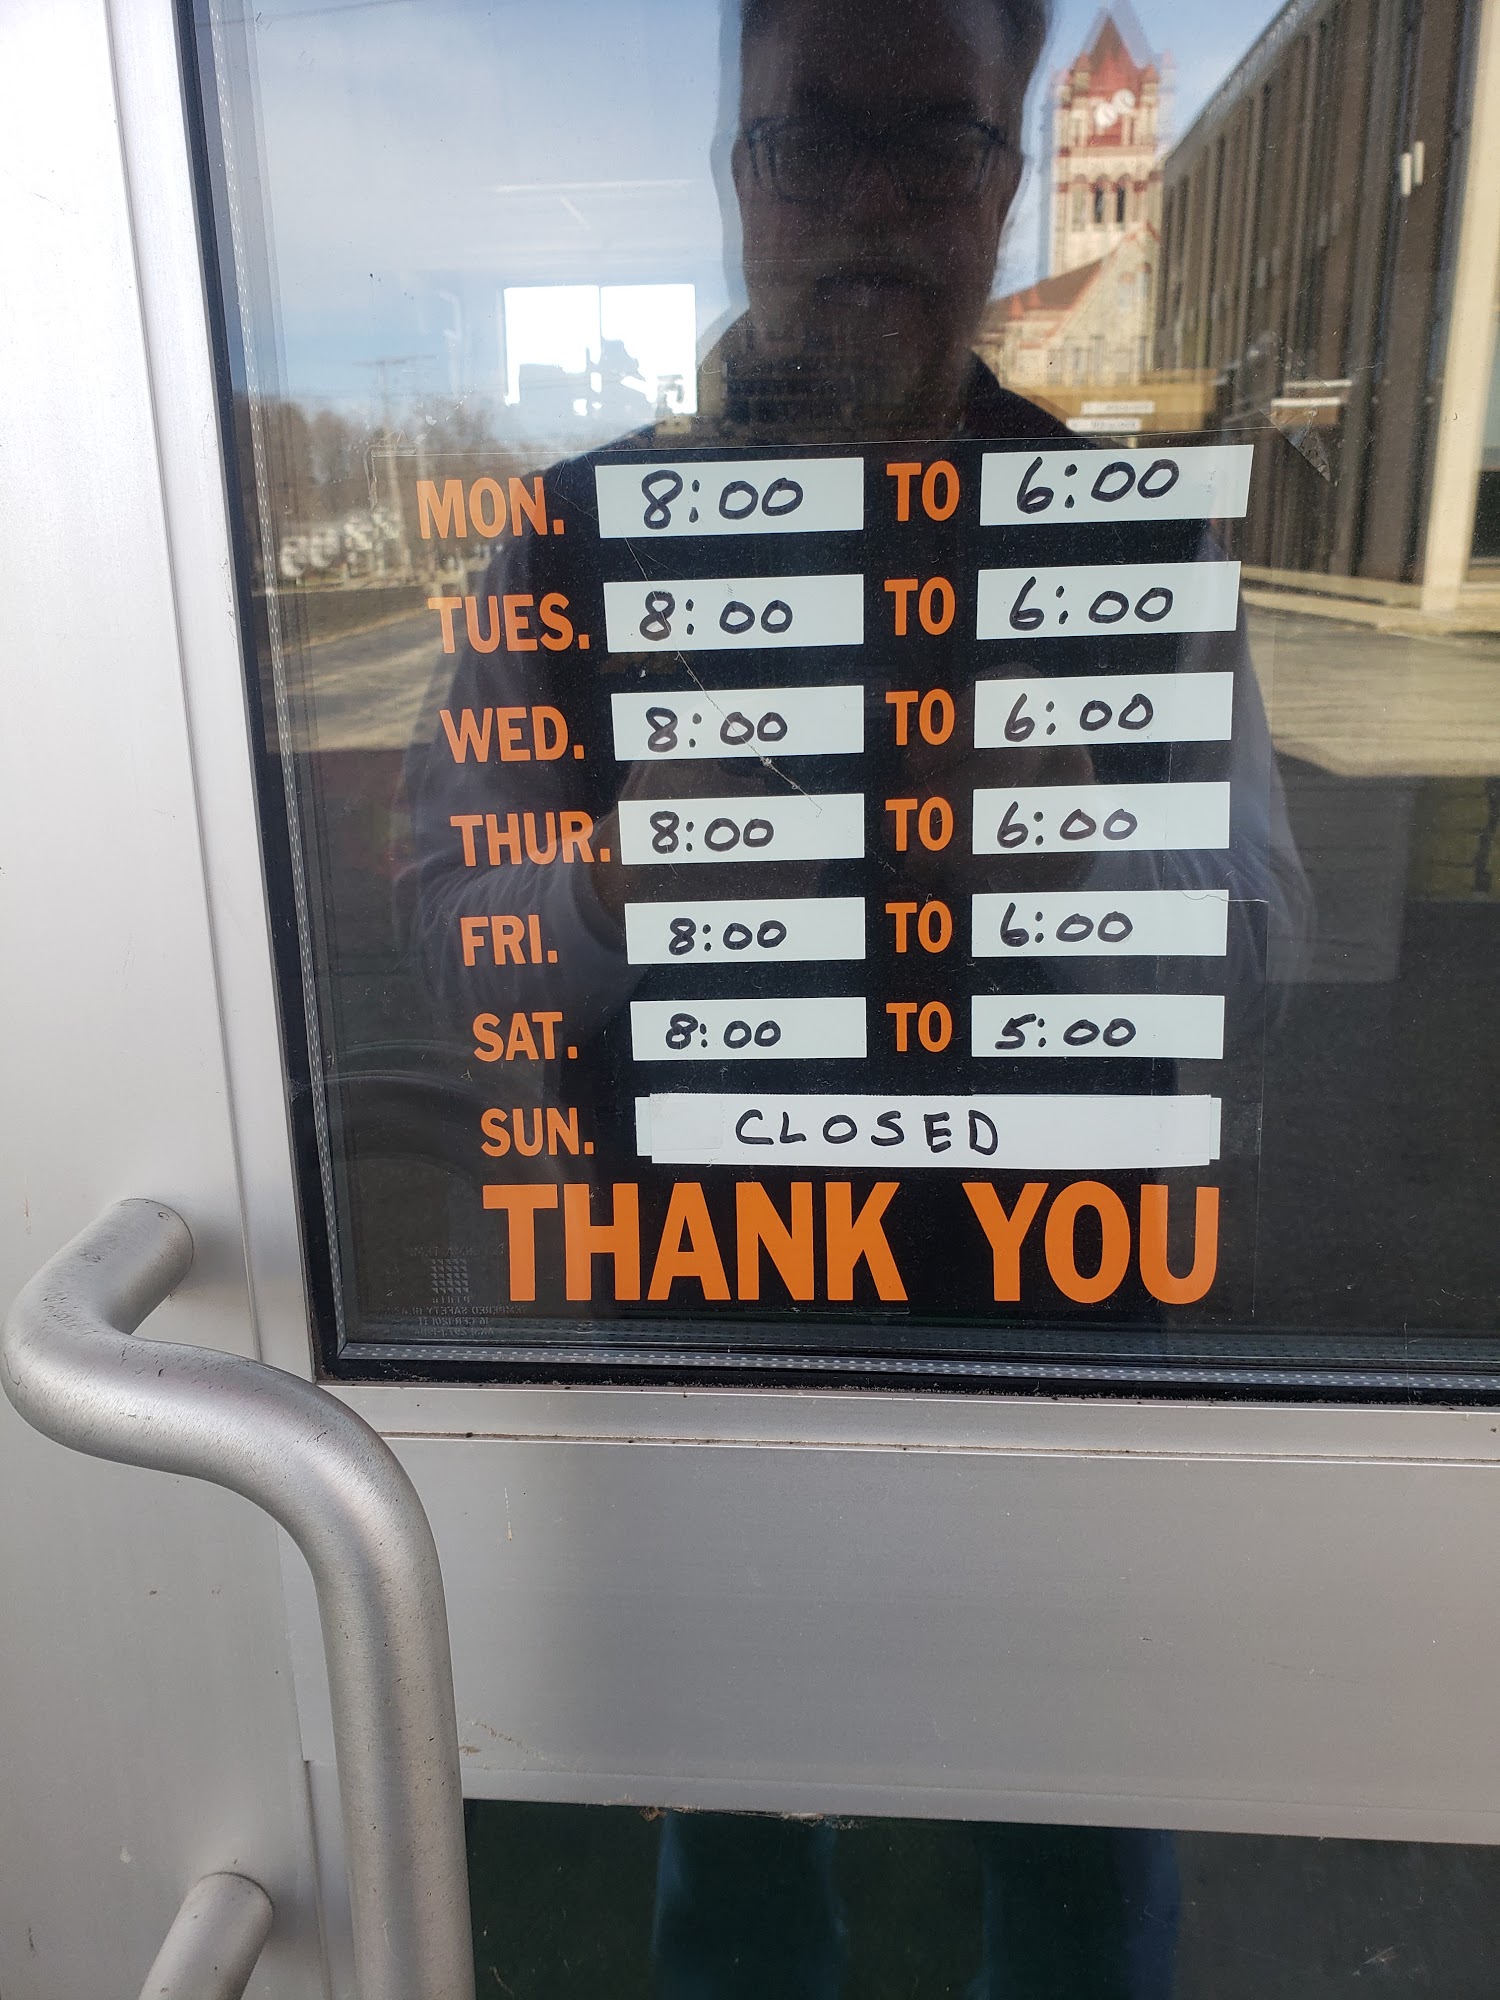 MON. 8:00 TO 6:00
TUES. 8:00 TO 6:00
WED. 8:00 TO 6:00
THUR. 8:00 TO 6:00
FRI. 8:00 TO 6:00
SAT. 8:00 TO 5:00
SUN. CLOSED
THANK YOU